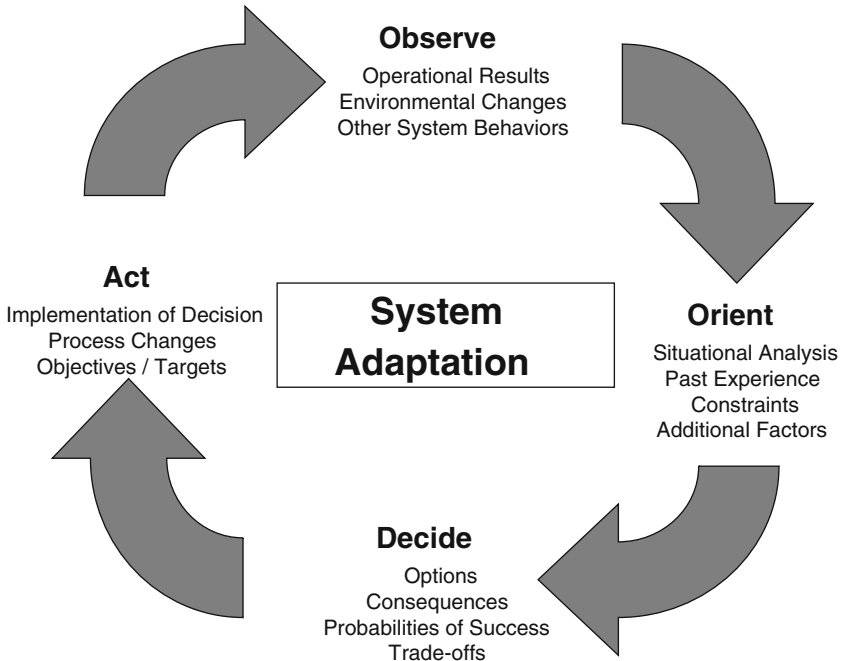 Observe
Operational Results
Environmental Changes
Other System Behaviors
Act
Implementation of Decision
Process Changes
Objectives / Targets
System
Adaptation
Orient
Situational Analysis
Past Experience
Constraints
Additional Factors
Decide
Options
Consequences
Probabilities of Success
Trade-offs